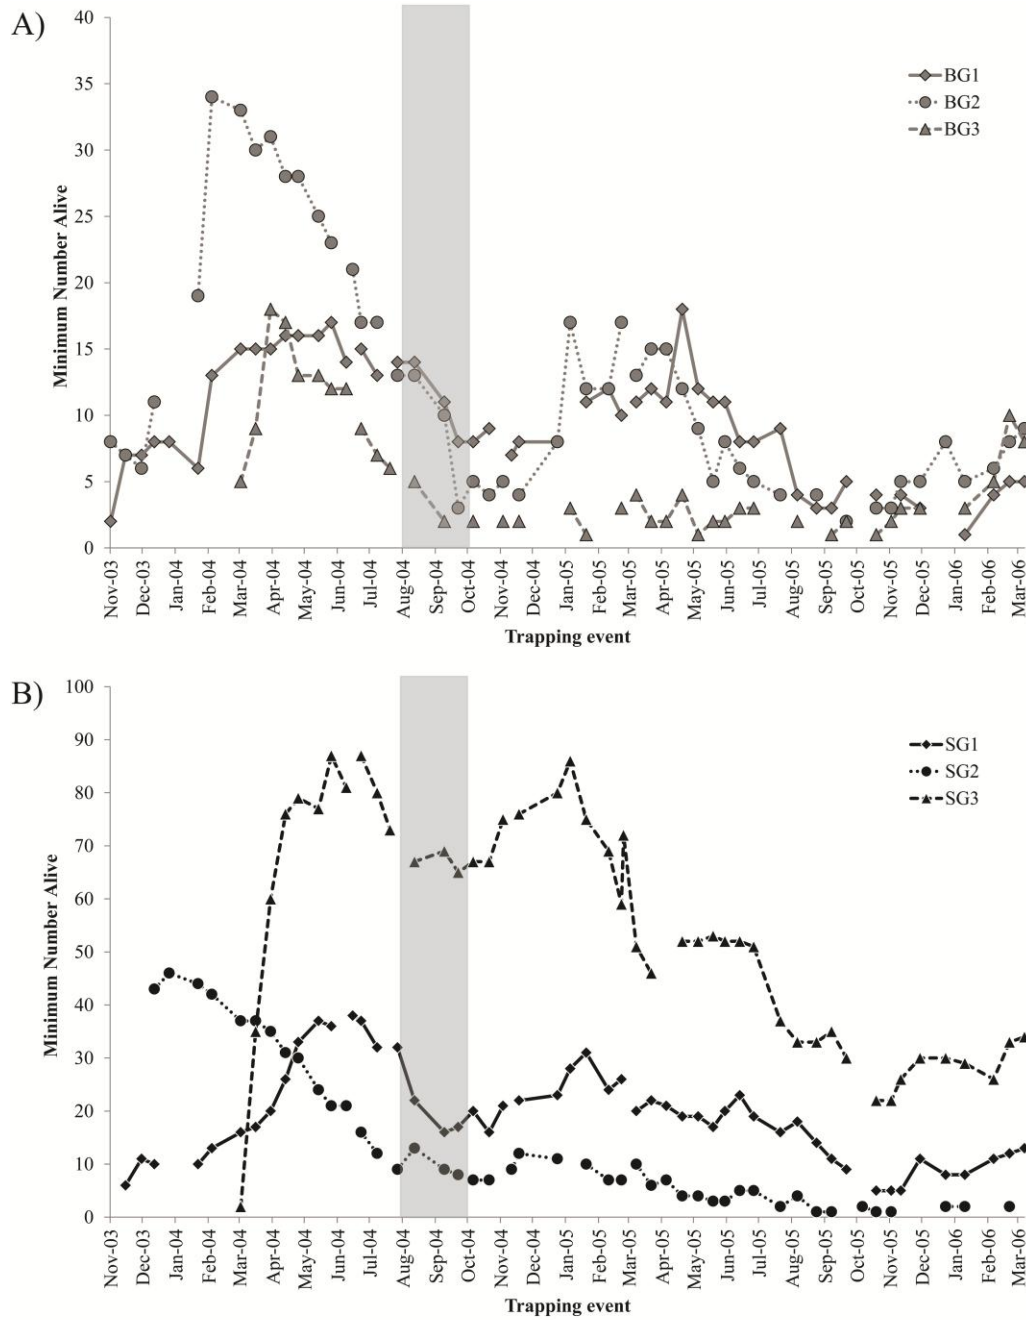 A)
40
35
30
25
20
15
10
5
0
Minimum Number Alive
BG1
BG2
BG3
Nov-03
Dec-03
Jan-04
Feb-04
Mar-04
Apr-04
May-04
Jun-04
Jul-04
Aug-04
Sep-04
Oct-04
Nov-04
Dec-04
Jan-05
Feb-05
Mar-05
Apr-05
May-05
Jun-05
Jul-05
Aug-05
Sep-05
Oct-05
Nov-05
Dec-05
Jan-06
Feb-06
Mar-06
Trapping event
B)
100
90
80
70
60
50
40
30
20
10
0
Minimum Number Alive
SG1
SG2
SG3
Nov-03
Dec-03
Jan-04
Feb-04
Mar-04
Apr-04
May-04
Jun-04
Jul-04
Aug-04
Sep-04
Oct-04
Nov-04
Dec-04
Jan-05
Feb-05
Mar-05
Apr-05
May-05
Jun-05
Jul-05
Aug-05
Sep-05
Oct-05
Nov-05
Dec-05
Jan-06
Feb-06
Mar-06
Trapping event